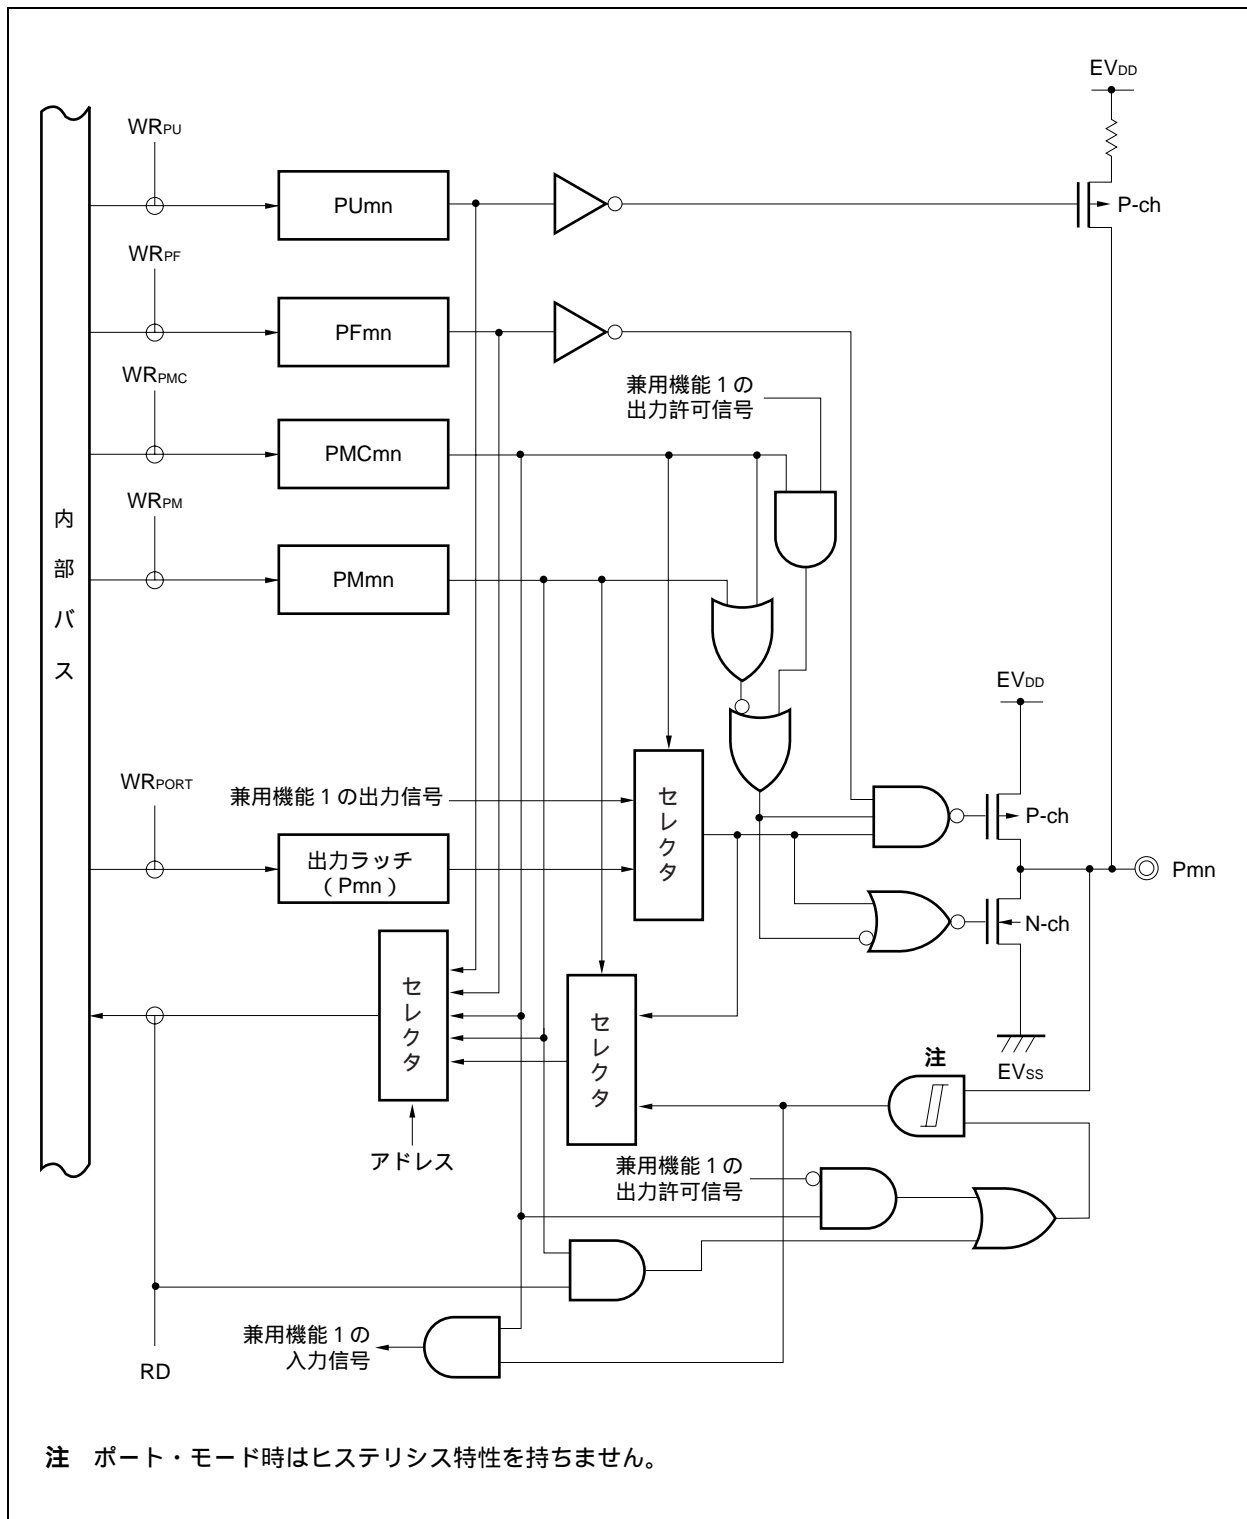 EVDD
WRPU
PUmn
P-ch
WRPF
PFmn
WRPMC
兼用機能1の
出力許可信号
PMCmn
WRPM
PMmn
内部バス
EVDD
WRPORT
兼用機能1の出力信号
セレクタ
P-ch
出力ラッチ
(Pmn)
Pmn
N-ch
セレクタ
セレクタ
注
EVSS
アドレス
兼用機能1の
出力許可信号
兼用機能1の
入力信号
RD
注 ポート・モード時はヒステリシス特性を持ちません。